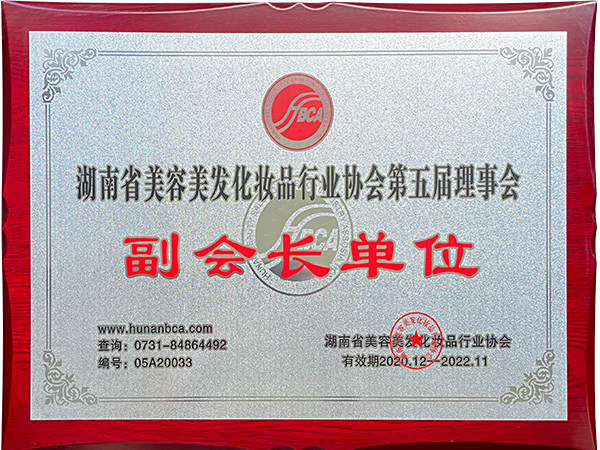 HBCA
湖南省美容美发化妆品行业协会第五届理事会
副会长单位
www.hunanbca.com
查询：0731-84864492
编号：05A20033
湖南省美容美发化妆品行业协会
有效期2020.12--2022.11